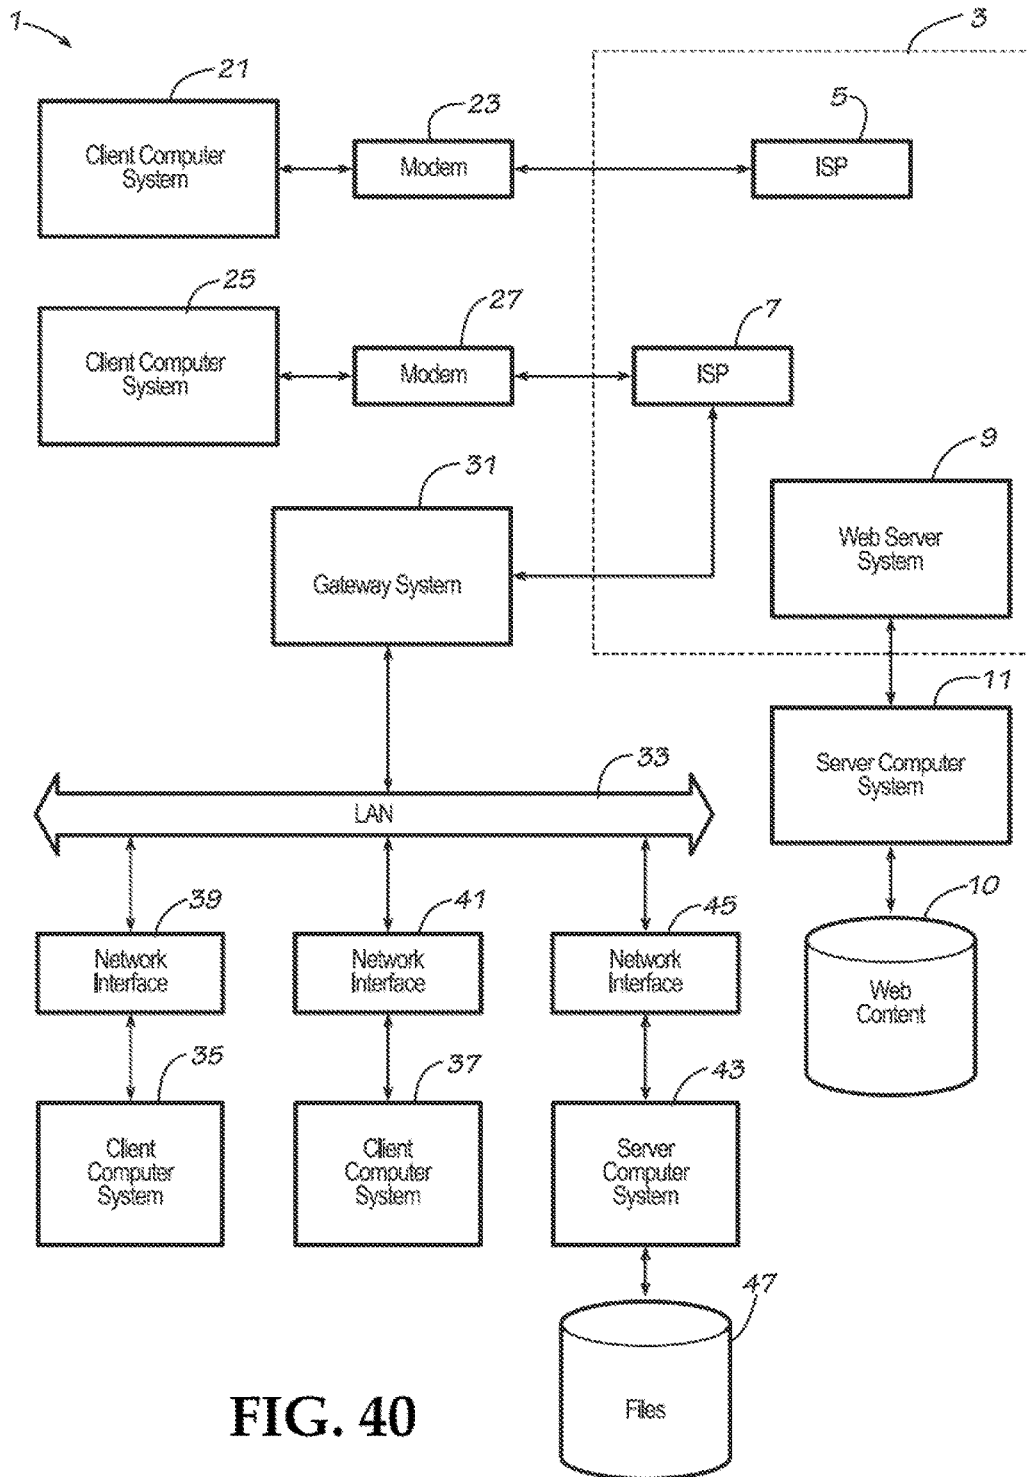 1
3
21
23
5
Client Computer
System
Modem
ISP
25
27
7
Client Computer
System
Modem
ISP
31
9
Gateway System
Web Server
System
11
33
Server Computer
System
LAN
10
39
41
45
Network
Interface
Network
Interface
Network
Interface
Web
Content
35
37
43
Client
Computer
System
Client
Computer
System
Server
Computer
System
47
Files
FIG. 40